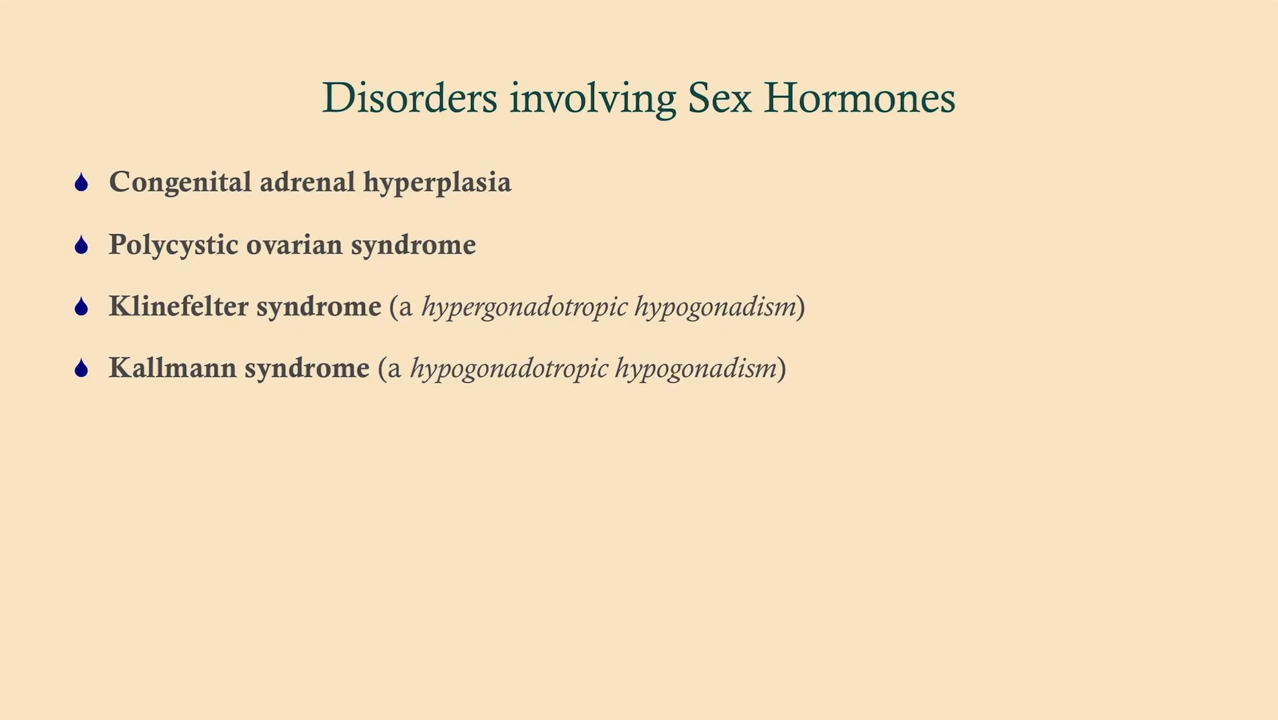 Disorders involving Sex Hormones
Congenital adrenal hyperplasia
Polycystic ovarian syndrome
Klinefelter syndrome (a hypergonadotropic hypogonadism)
Kallmann syndrome (a hypogonadotropic hypogonadism)